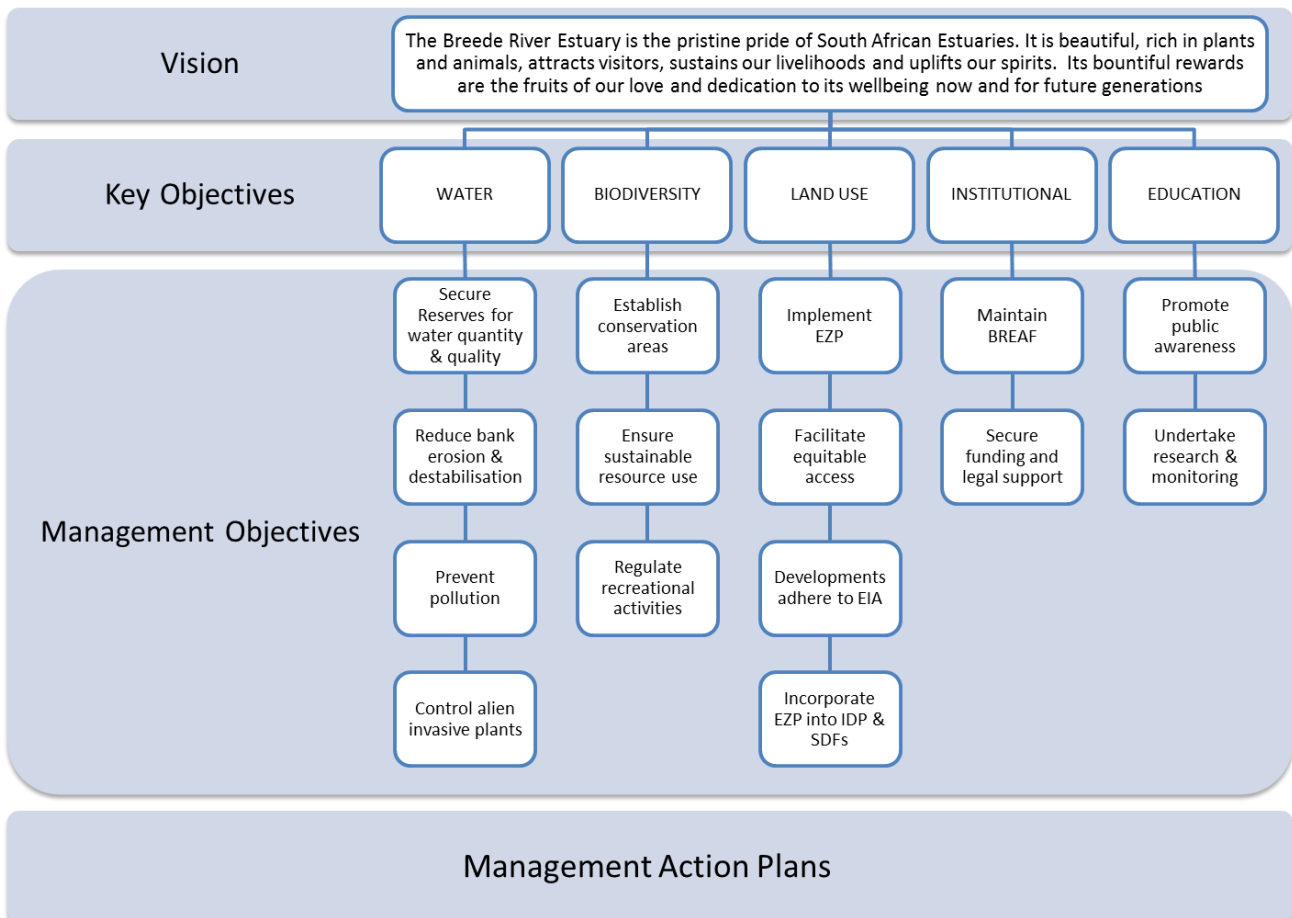 Vision
The Breede River Estuary is the pristine pride of South African Estuaries. It is beautiful, rich in plants
and animals, attracts visitors, sustains our livelihoods and uplifts our spirits.  Its bountiful rewards
are the fruits of our love and dedication to its wellbeing now and for future generations
Key Objectives
WATER
BIODIVERSITY
LAND USE
INSTITUTIONAL
EDUCATION
Management Objectives
Secure
Reserves for
water quantity
& quality
Reduce bank
erosion &
destabilisation
Prevent
pollution
Control alien
invasive plants
Establish
conservation
areas
Ensure
sustainable
resource use
Regulate
recreational
activities
Implement
EZP
Facilitate
equitable
access
Developments
adhere to EIA
Incorporate
EZP into IDP &
SDFs
Maintain
BREAF
Secure
funding and
legal support
Promote
public
awareness
Undertake
research &
monitoring
Management Action Plans